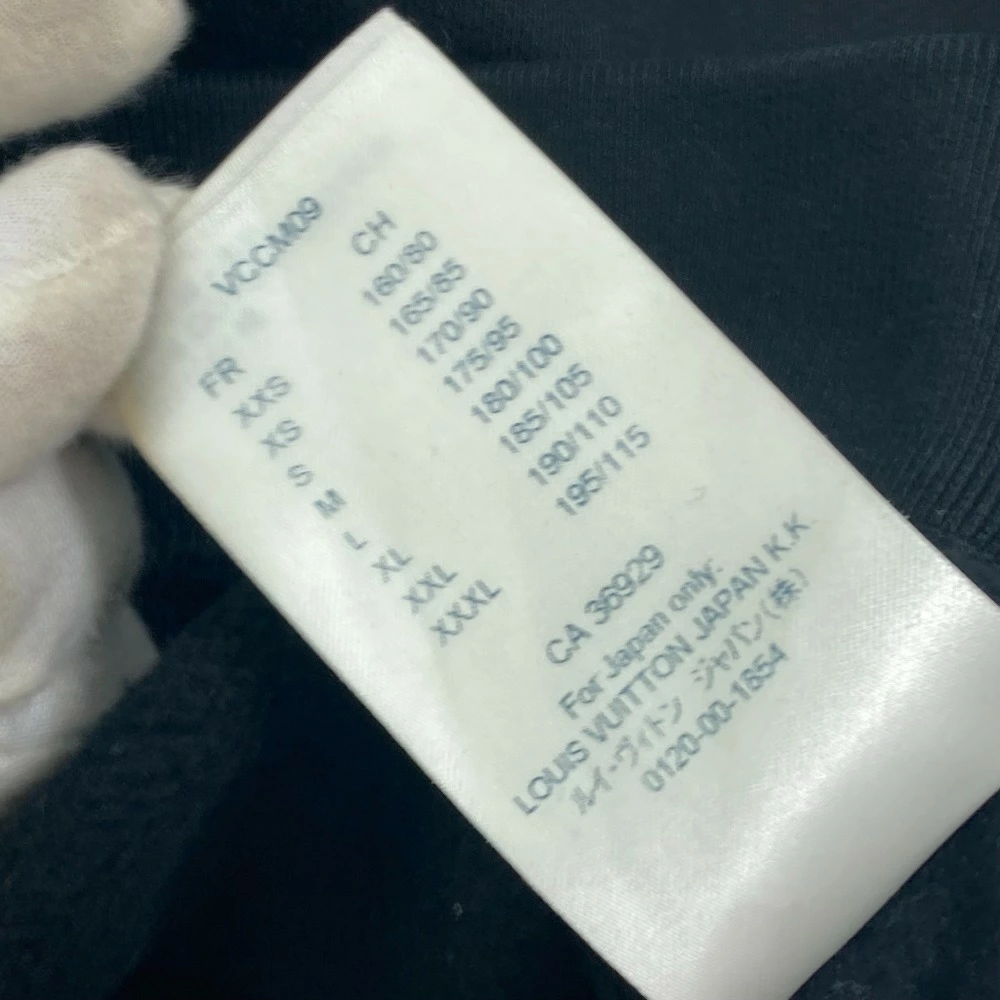 VCCM09
FR CH
XXS 160/80
XS 165/85
S 170/90
M 175/95
L 180/100
XL 185/105
XXL 190/110
XXXL 195/115
CA 36929
For Japan only:
LOUIS VUITTON JAPAN K.K.
ルイ・ヴィトン ジャパン(株)
0120-00-1854